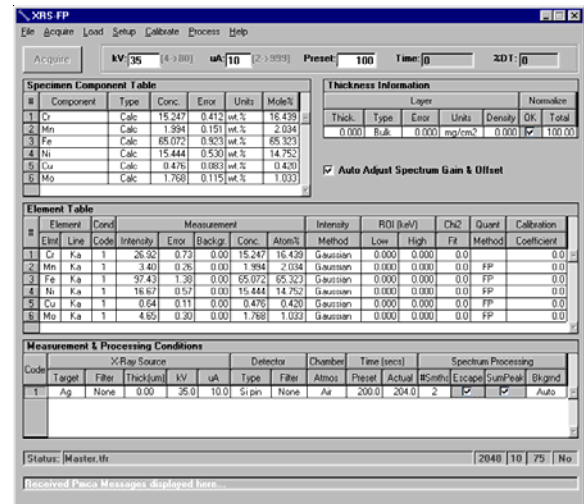 XRS-FP
File Acquire Load Setup Calibrate Process Help
Acquire kV: 35 [4->80] uA: 10 [2->999] Preset: 100 Time: 0 %DT: 0
Specimen Component Table
# Component Type Conc. Error Units Mole%
1 Cr Calc 15.247 0.412 wt.% 16.439
2 Mn Calc 1.994 0.151 wt.% 2.034
3 Fe Calc 65.072 0.923 wt.% 65.323
4 Ni Calc 15.444 0.530 wt.% 14.752
5 Cu Calc 0.476 0.083 wt.% 0.420
6 Mo Calc 1.768 0.115 wt.% 1.033
Thickness Information
Layer Normalize
Thick. Type Error Units Density OK Total
0.000 Bulk 0.000 mg/cm2 0.000 100.00
Auto Adjust Spectrum Gain & Offset
Element Table
# Element Cond Measurement Intensity ROI (keV) Chi2 Quant Calibration
Elmt Line Code Intensity Error Backgr. Conc. Atom% Method Low High Fit Method Coefficient
1 Cr Ka 1 26.92 0.73 0.00 15.247 16.439 Gaussian 0.000 0.000 0.0 0.0
2 Mn Ka 1 3.40 0.26 0.00 1.994 2.034 Gaussian 0.000 0.000 0.0 FP 0.0
3 Fe Ka 1 97.43 1.38 0.00 65.072 65.323 Gaussian 0.000 0.000 0.0 FP 0.0
4 Ni Ka 1 16.67 0.57 0.00 15.444 14.752 Gaussian 0.000 0.000 0.0 FP 0.0
5 Cu Ka 1 0.64 0.11 0.00 0.476 0.420 Gaussian 0.000 0.000 0.0 FP 0.0
6 Mo Ka 1 4.65 0.30 0.00 1.768 1.033 Gaussian 0.000 0.000 0.0 FP 0.0
Measurement & Processing Conditions
Code X-Ray Source Detector Chamber Time (secs) Spectrum Processing
Target Filter Thick(um) kV uA Type Filter Atmos Preset Actual #Smths Escape SumPeak Bkgrnd
1 Ag None 0.00 35.0 10.0 Si pin None Air 200.0 204.0 2 Auto
Status: Master.tfr 2048 10 75 No
Received Pmca Messages displayed here...